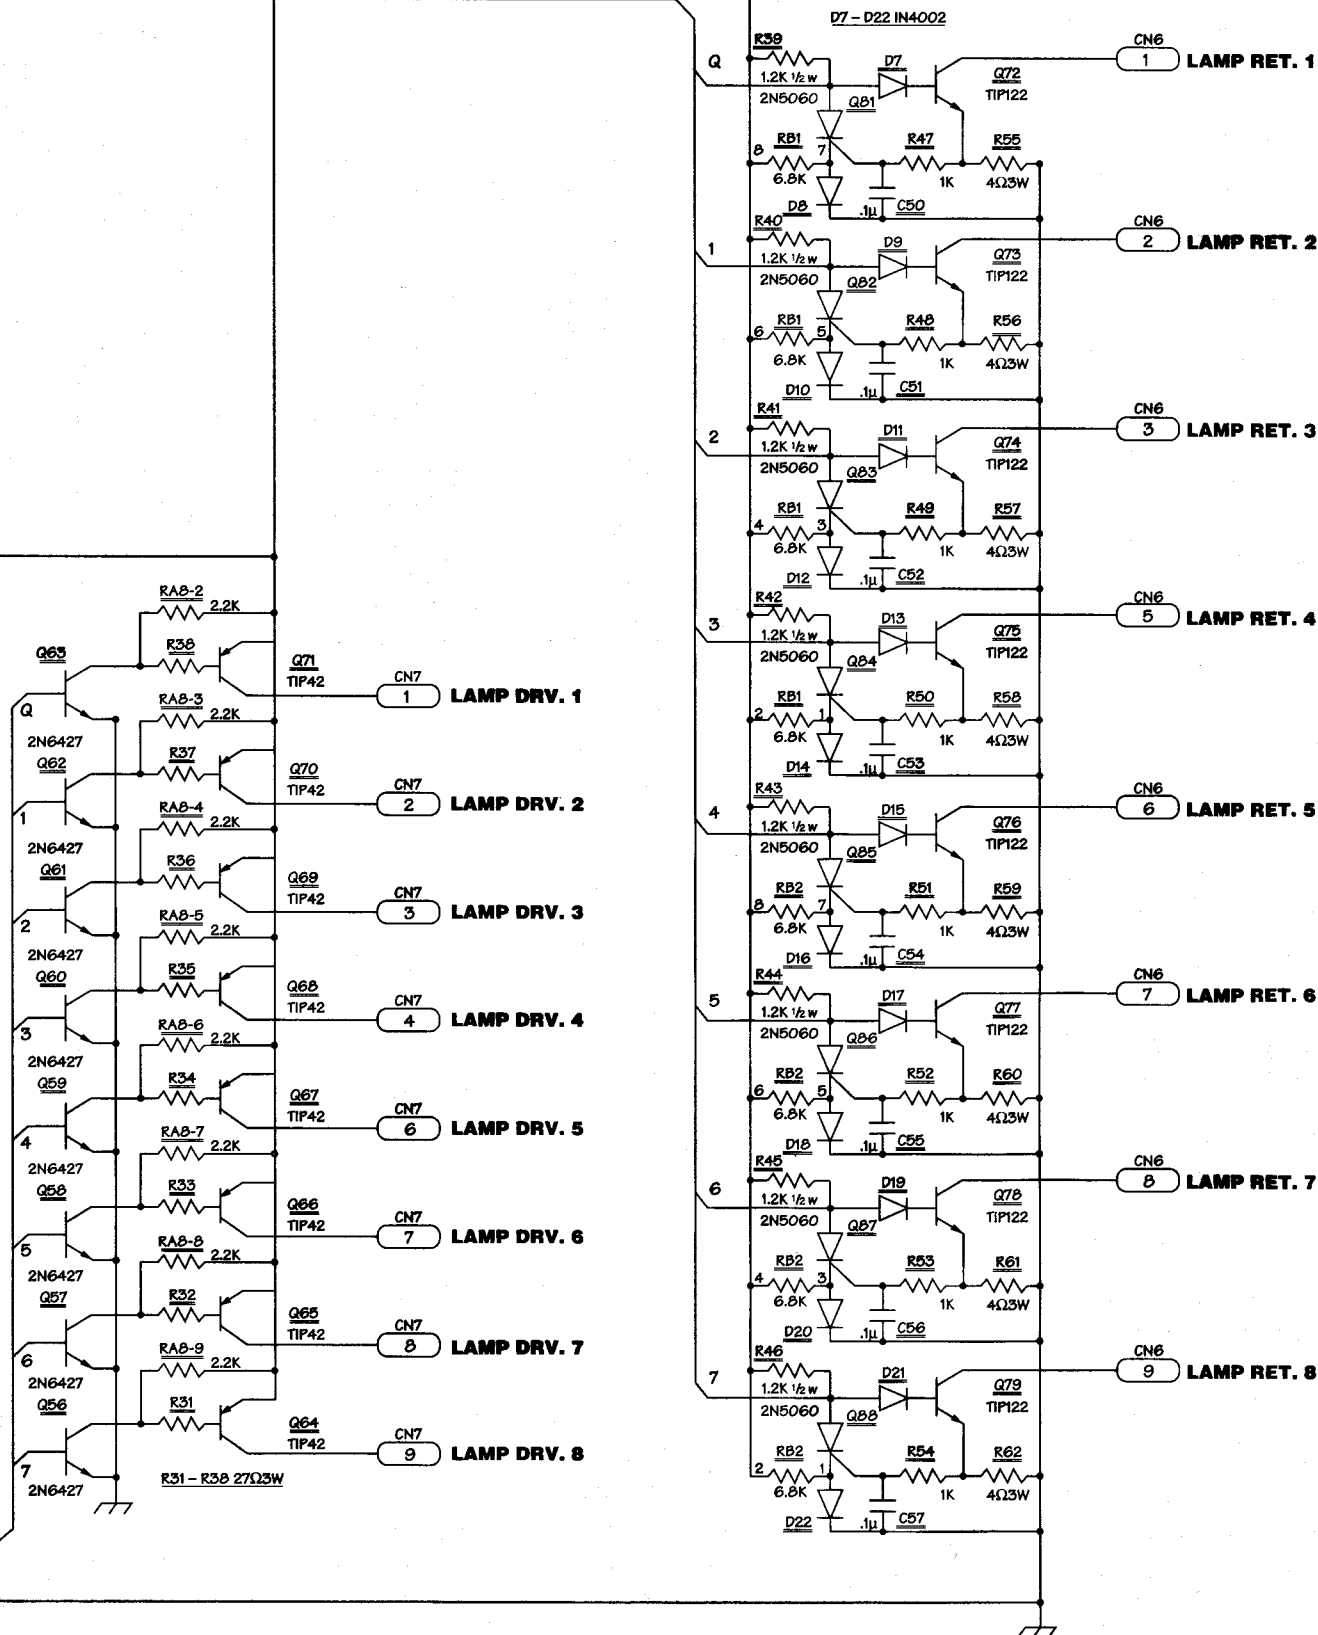 D7 – D22 IN4002
Q
R39
1.2K ½ W
2N5060
D7
Q72
TIP122
CN6
1
LAMP RET. 1
Q81
8
RB1
7
6.8K
R47
1K
R55
4Ω3W
D8
.1µ
C50
1
R40
1.2K ½ W
2N5060
D9
Q73
TIP122
CN6
2
LAMP RET. 2
Q82
6
RB1
5
6.8K
R48
1K
R56
4Ω3W
D10
.1µ
C51
2
R41
1.2K ½ W
2N5060
D11
Q74
TIP122
CN6
3
LAMP RET. 3
Q83
4
RB1
3
6.8K
R49
1K
R57
4Ω3W
D12
.1µ
C52
3
R42
1.2K ½ W
2N5060
D13
Q75
TIP122
CN6
5
LAMP RET. 4
Q84
2
RB1
1
6.8K
R50
1K
R58
4Ω3W
D14
.1µ
C53
4
R43
1.2K ½ W
2N5060
D15
Q76
TIP122
CN6
6
LAMP RET. 5
Q85
8
RB2
7
6.8K
R51
1K
R59
4Ω3W
D16
.1µ
C54
5
R44
1.2K ½ W
2N5060
D17
Q77
TIP122
CN6
7
LAMP RET. 6
Q86
6
RB2
5
6.8K
R52
1K
R60
4Ω3W
D18
.1µ
C55
6
R45
1.2K ½ W
2N5060
D19
Q78
TIP122
CN6
8
LAMP RET. 7
Q87
4
RB2
3
6.8K
R53
1K
R61
4Ω3W
D20
.1µ
C56
7
R46
1.2K ½ W
2N5060
D21
Q79
TIP122
CN6
9
LAMP RET. 8
Q88
2
RB2
1
6.8K
R54
1K
R62
4Ω3W
D22
.1µ
C57
RA8-2
2.2K
Q63
R38
Q71
TIP42
CN7
1
LAMP DRV. 1
Q
2N6427
RA8-3
2.2K
Q62
R37
Q70
TIP42
CN7
2
LAMP DRV. 2
1
2N6427
RA8-4
2.2K
Q61
R36
Q69
TIP42
CN7
3
LAMP DRV. 3
2
2N6427
RA8-5
2.2K
Q60
R35
Q68
TIP42
CN7
4
LAMP DRV. 4
3
2N6427
RA8-6
2.2K
Q59
R34
Q67
TIP42
CN7
6
LAMP DRV. 5
4
2N6427
RA8-7
2.2K
Q58
R33
Q66
TIP42
CN7
7
LAMP DRV. 6
5
2N6427
RA8-8
2.2K
Q57
R32
Q65
TIP42
CN7
8
LAMP DRV. 7
6
2N6427
RA8-9
2.2K
Q56
R31
Q64
TIP42
CN7
9
LAMP DRV. 8
7
2N6427
R31 – R38 27Ω3W